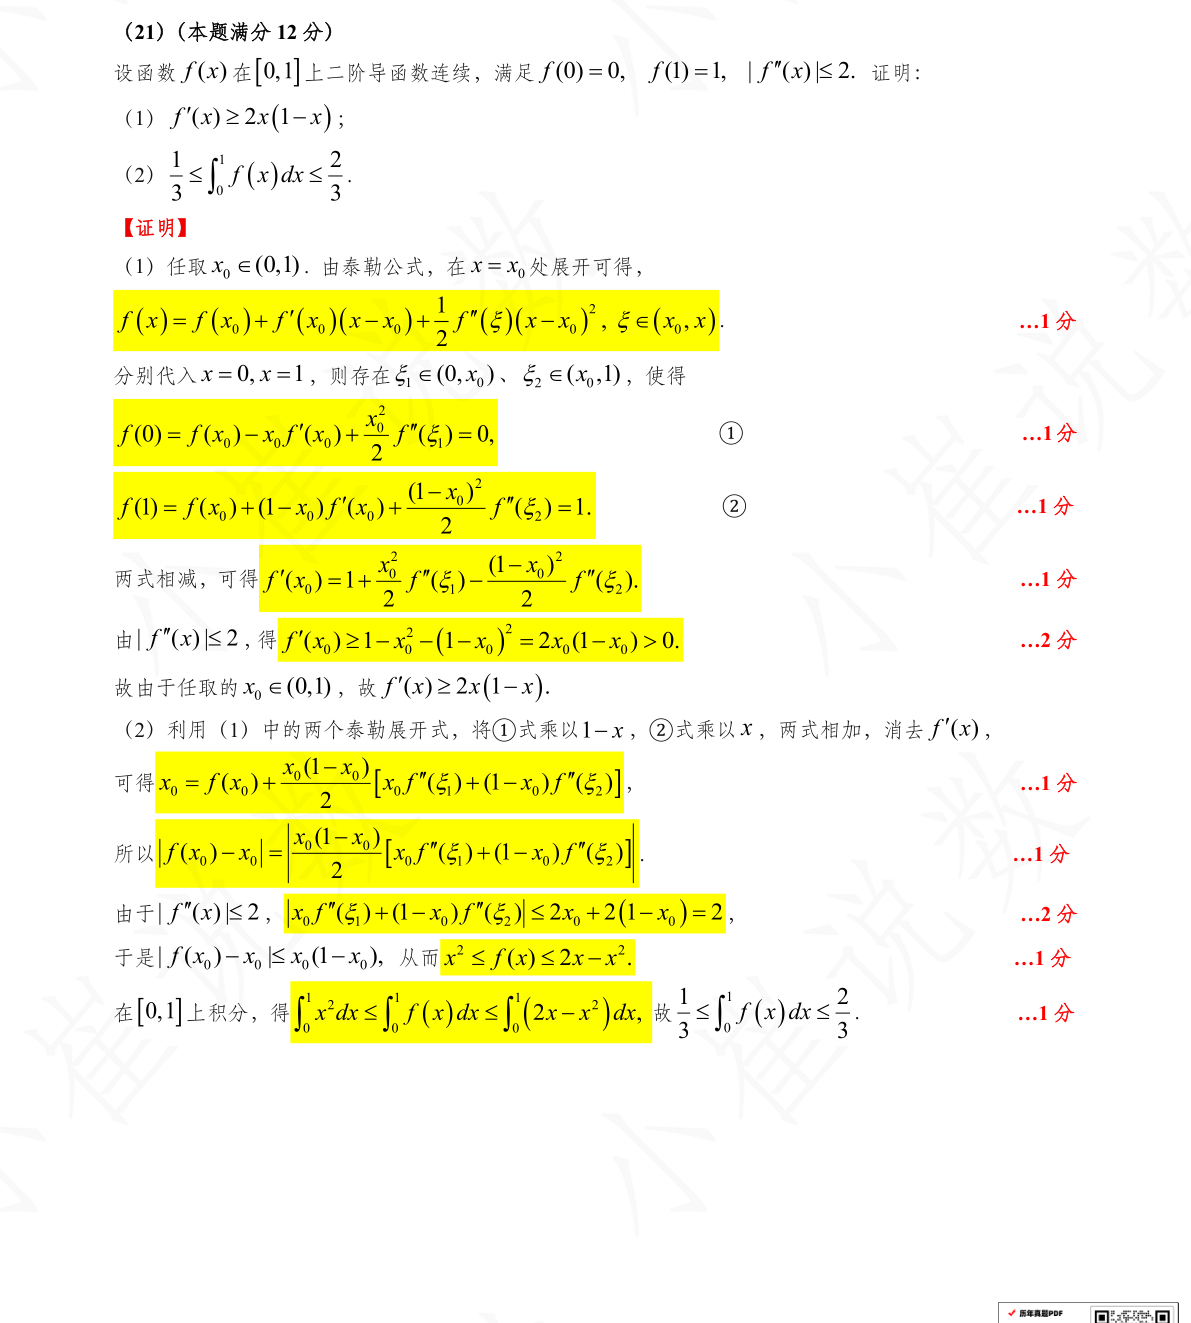 （21）（本题满分 12 分）
设函数 f(x) 在 [0,1] 上二阶导函数连续，满足 f(0) = 0, f(1) = 1, | f″(x) |≤ 2. 证明：
（1） f′(x) ≥ 2x(1− x)；
（2） 1/3 ≤ ∫₀¹ f(x)dx ≤ 2/3 .
【证明】
（1）任取 x₀ ∈(0,1) . 由泰勒公式，在 x = x₀ 处展开可得，
f(x) = f(x₀) + f′(x₀)(x − x₀) + 1/2 f″(ξ)(x − x₀)² , ξ ∈(x₀, x) . …1 分
分别代入 x = 0, x = 1 ，则存在 ξ₁ ∈(0, x₀) 、 ξ₂ ∈(x₀,1) ，使得
f(0) = f(x₀) − x₀ f′(x₀) + x₀²/2 f″(ξ₁) = 0, ① …1 分
f(1) = f(x₀) + (1− x₀) f′(x₀) + (1− x₀)²/2 f″(ξ₂) = 1. ② …1 分
两式相减，可得 f′(x₀) = 1+ x₀²/2 f″(ξ₁) − (1− x₀)²/2 f″(ξ₂). …1 分
由 | f″(x) |≤ 2 , 得 f′(x₀) ≥ 1− x₀² − (1− x₀)² = 2x₀(1− x₀) > 0. …2 分
故由于任取的 x₀ ∈(0,1) ，故 f′(x) ≥ 2x(1− x).
（2）利用（1）中的两个泰勒展开式，将①式乘以 1− x ，②式乘以 x ，两式相加，消去 f′(x) ，
可得 x₀ = f(x₀) + x₀(1− x₀)/2 [x₀ f″(ξ₁) + (1− x₀) f″(ξ₂)] , …1 分
所以 | f(x₀) − x₀ | = | x₀(1− x₀)/2 [x₀ f″(ξ₁) + (1− x₀) f″(ξ₂)] | . …1 分
由于 | f″(x) |≤ 2 ， | x₀ f″(ξ₁) + (1− x₀) f″(ξ₂) | ≤ 2x₀ + 2(1− x₀) = 2 , …2 分
于是 | f(x₀) − x₀ |≤ x₀(1− x₀), 从而 x² ≤ f(x) ≤ 2x − x². …1 分
在 [0,1] 上积分，得 ∫₀¹ x²dx ≤ ∫₀¹ f(x)dx ≤ ∫₀¹ (2x − x²)dx, 故 1/3 ≤ ∫₀¹ f(x)dx ≤ 2/3 . …1 分
小崔说数
历年真题PDF